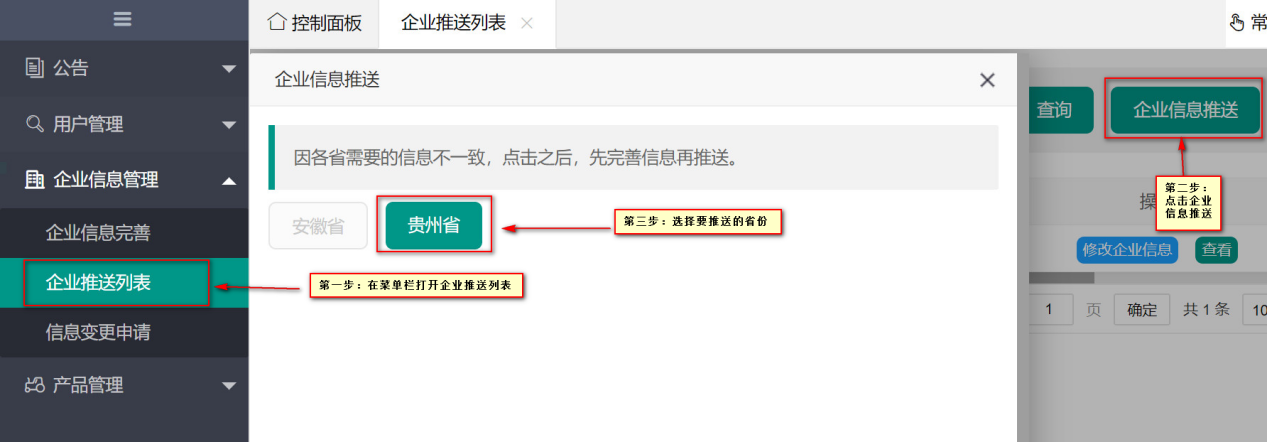 控制面板
企业推送列表
常
公告
用户管理
企业信息管理
企业信息完善
企业推送列表
信息变更申请
产品管理
企业信息推送
因各省需要的信息不一致，点击之后，先完善信息再推送。
安徽省
贵州省
第三步：选择要推送的省份
第一步：在菜单栏打开企业推送列表
查询
企业信息推送
第二步：
点击企业
信息推送
操
修改企业信息
查看
1 页 确定 共 1 条 10